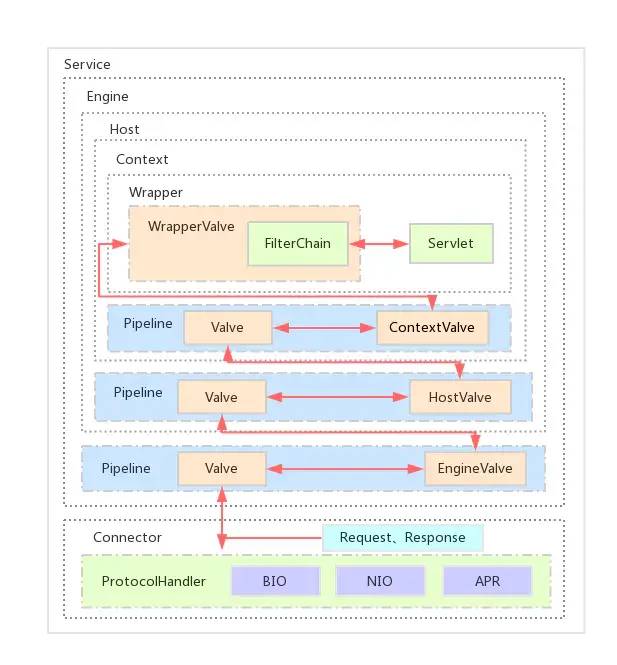 Service
Engine
Host
Context
Wrapper
WrapperValve
FilterChain
Servlet
Pipeline
Valve
ContextValve
Pipeline
Valve
HostValve
Pipeline
Valve
EngineValve
Connector
Request、Response
ProtocolHandler
BIO
NIO
APR